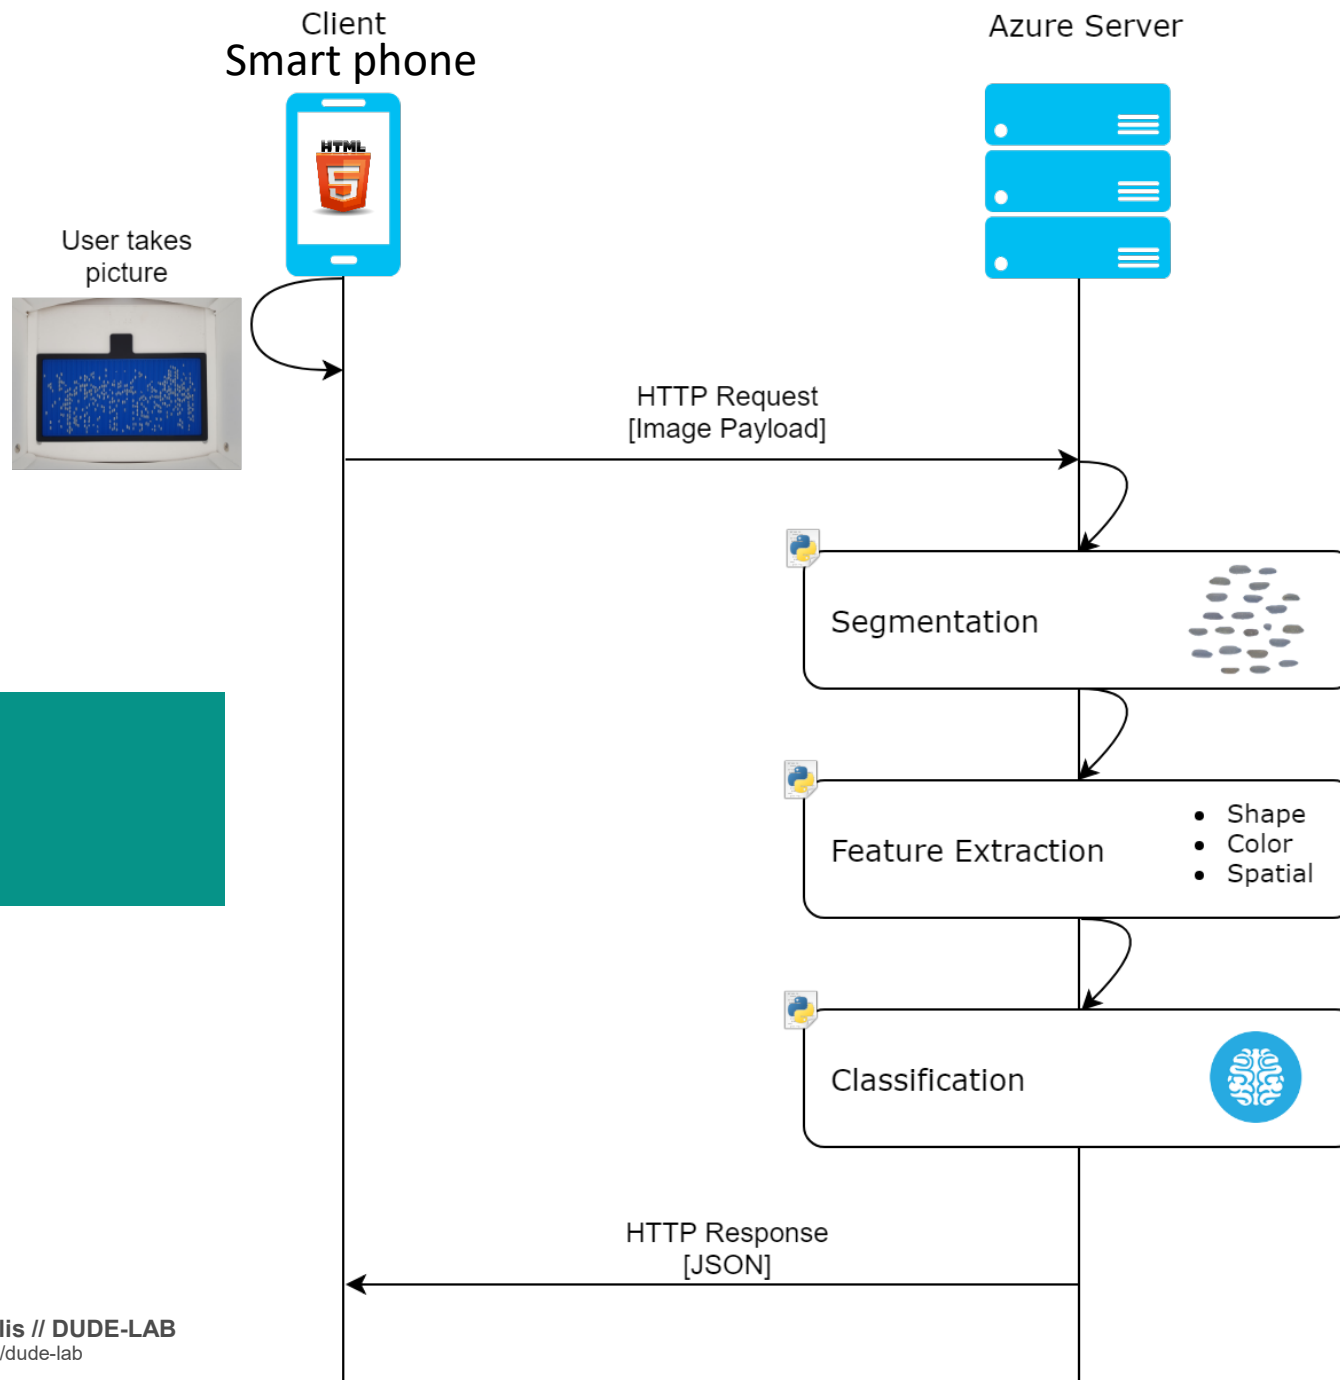 Client
Smart phone
Azure Server
HTML
5
User takes
picture
HTTP Request
[Image Payload]
Segmentation
Feature Extraction
• Shape
• Color
• Spatial
Classification
HTTP Response
[JSON]
lis // DUDE-LAB
/dude-lab